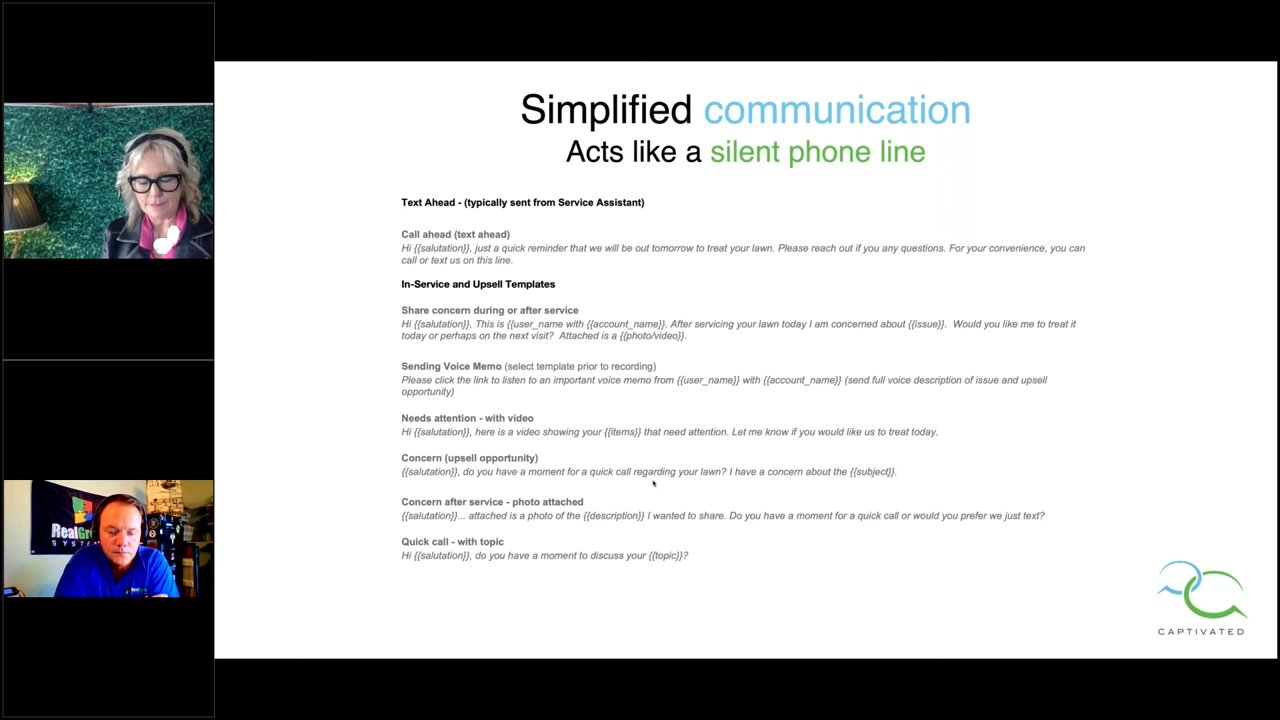 Simplified communication
Acts like a silent phone line
Text Ahead - (typically sent from Service Assistant)
Call ahead (text ahead)
Hi {{salutation}}, just a quick reminder that we will be out tomorrow to treat your lawn. Please reach out if you any questions. For your convenience, you can
call or text us on this line.
In-Service and Upsell Templates
Share concern during or after service
Hi {{salutation}}, This is {{user_name with {{account_name}}. After servicing your lawn today I am concerned about {{issue}}. Would you like me to treat it
today or perhaps on the next visit? Attached is a {{photo/video}}.
Sending Voice Memo (select template prior to recording)
Please click the link to listen to an important voice memo from {{user_name}} with {{account_name}} (send full voice description of issue and upsell
opportunity)
Needs attention - with video
Hi {{salutation}}, here is a video showing your {{items}} that need attention. Let me know if you would like us to treat today.
Concern (upsell opportunity)
{{salutation}}, do you have a moment for a quick call regarding your lawn? I have a concern about the {{subject}}.
Concern after service - photo attached
{{salutation}}... attached is a photo of the {{description}} I wanted to share. Do you have a moment for a quick call or would you prefer we just text?
Quick call - with topic
Hi {{salutation}}, do you have a moment to discuss your {{topic}}?
CAPTIVATED